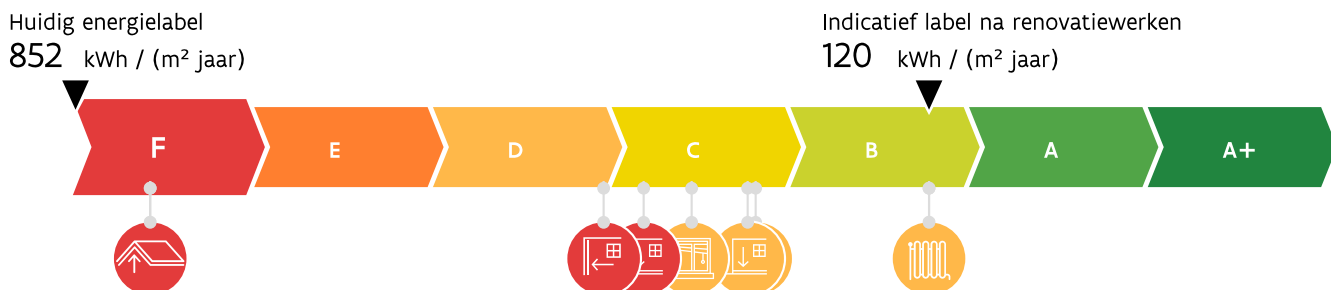 Huidig energielabel
852 kWh / (m² jaar)
Indicatief label na renovatiewerken
120 kWh / (m² jaar)
F E D C B A A+